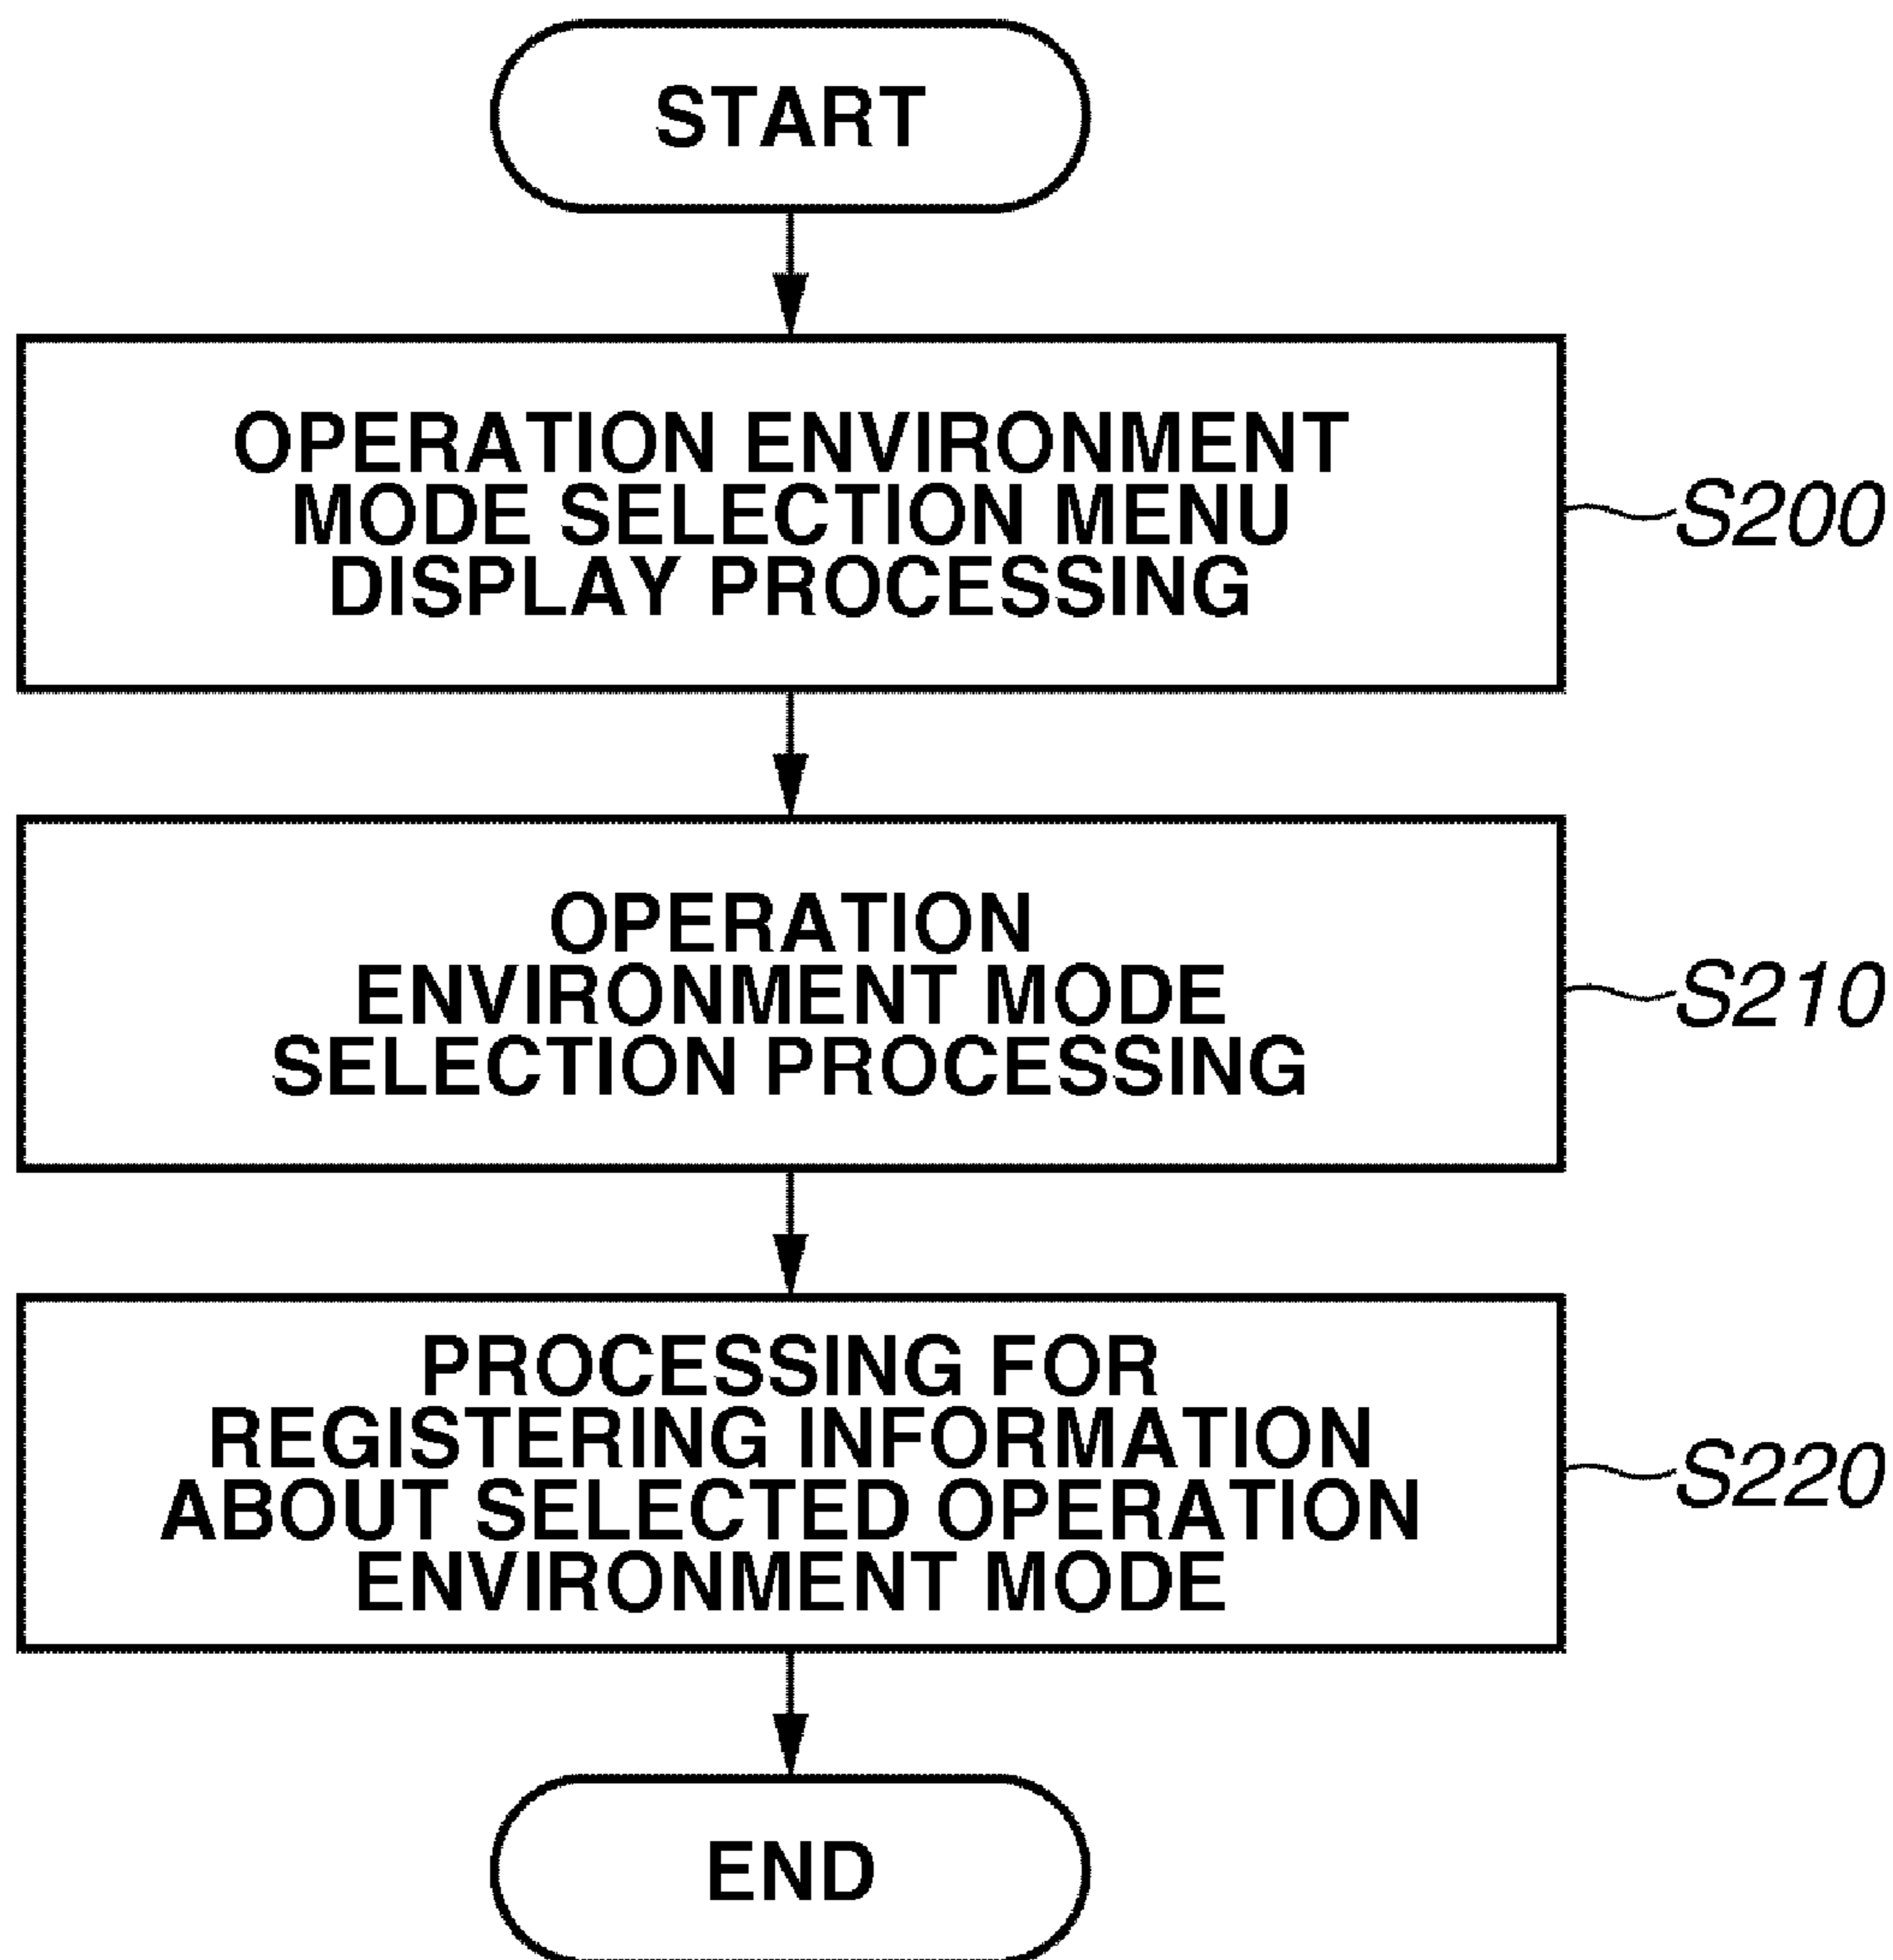 START
OPERATION ENVIRONMENT
MODE SELECTION MENU
DISPLAY PROCESSING
S200
OPERATION
ENVIRONMENT MODE
SELECTION PROCESSING
S210
PROCESSING FOR
REGISTERING INFORMATION
ABOUT SELECTED OPERATION
ENVIRONMENT MODE
S220
END